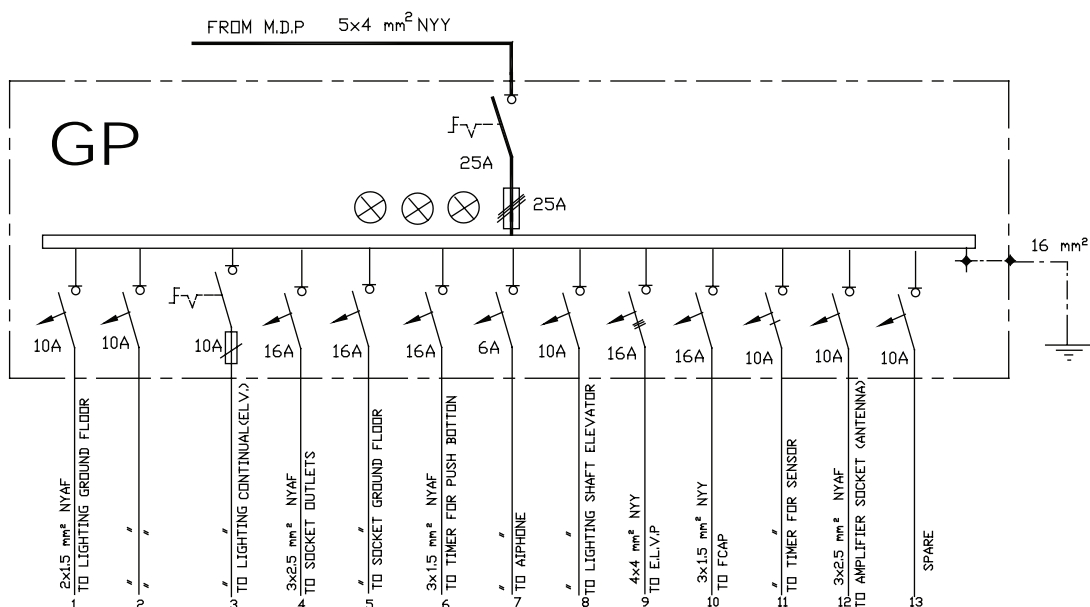 FROM M.D.P 5x4 mm² NYY
GP
25A
25A
16 mm²
10A
10A
10A
16A
16A
16A
6A
10A
16A
16A
10A
10A
10A
2x1.5 mm² NYAF
TO LIGHTING GROUND FLOOR
"
"
"
"
"
"
TO LIGHTING CONTINUAL(ELV.)
3x2.5 mm² NYAF
TO SOCKET OUTLETS
"
"
TO SOCKET GROUND FLOOR
3x1.5 mm² NYAF
TO TIMER FOR PUSH BOTTON
"
"
TO AIPHONE
"
"
TO LIGHTING SHAFT ELEVATOR
4x4 mm² NYY
TO E.L.V.P
3x1.5 mm² NYY
TO FCAP
"
"
TO TIMER FOR SENSOR
3x2.5 mm² NYAF
TO AMPLIFIER SOCKET (ANTENNA)
SPARE
1 2 3 4 5 6 7 8 9 10 11 12 13